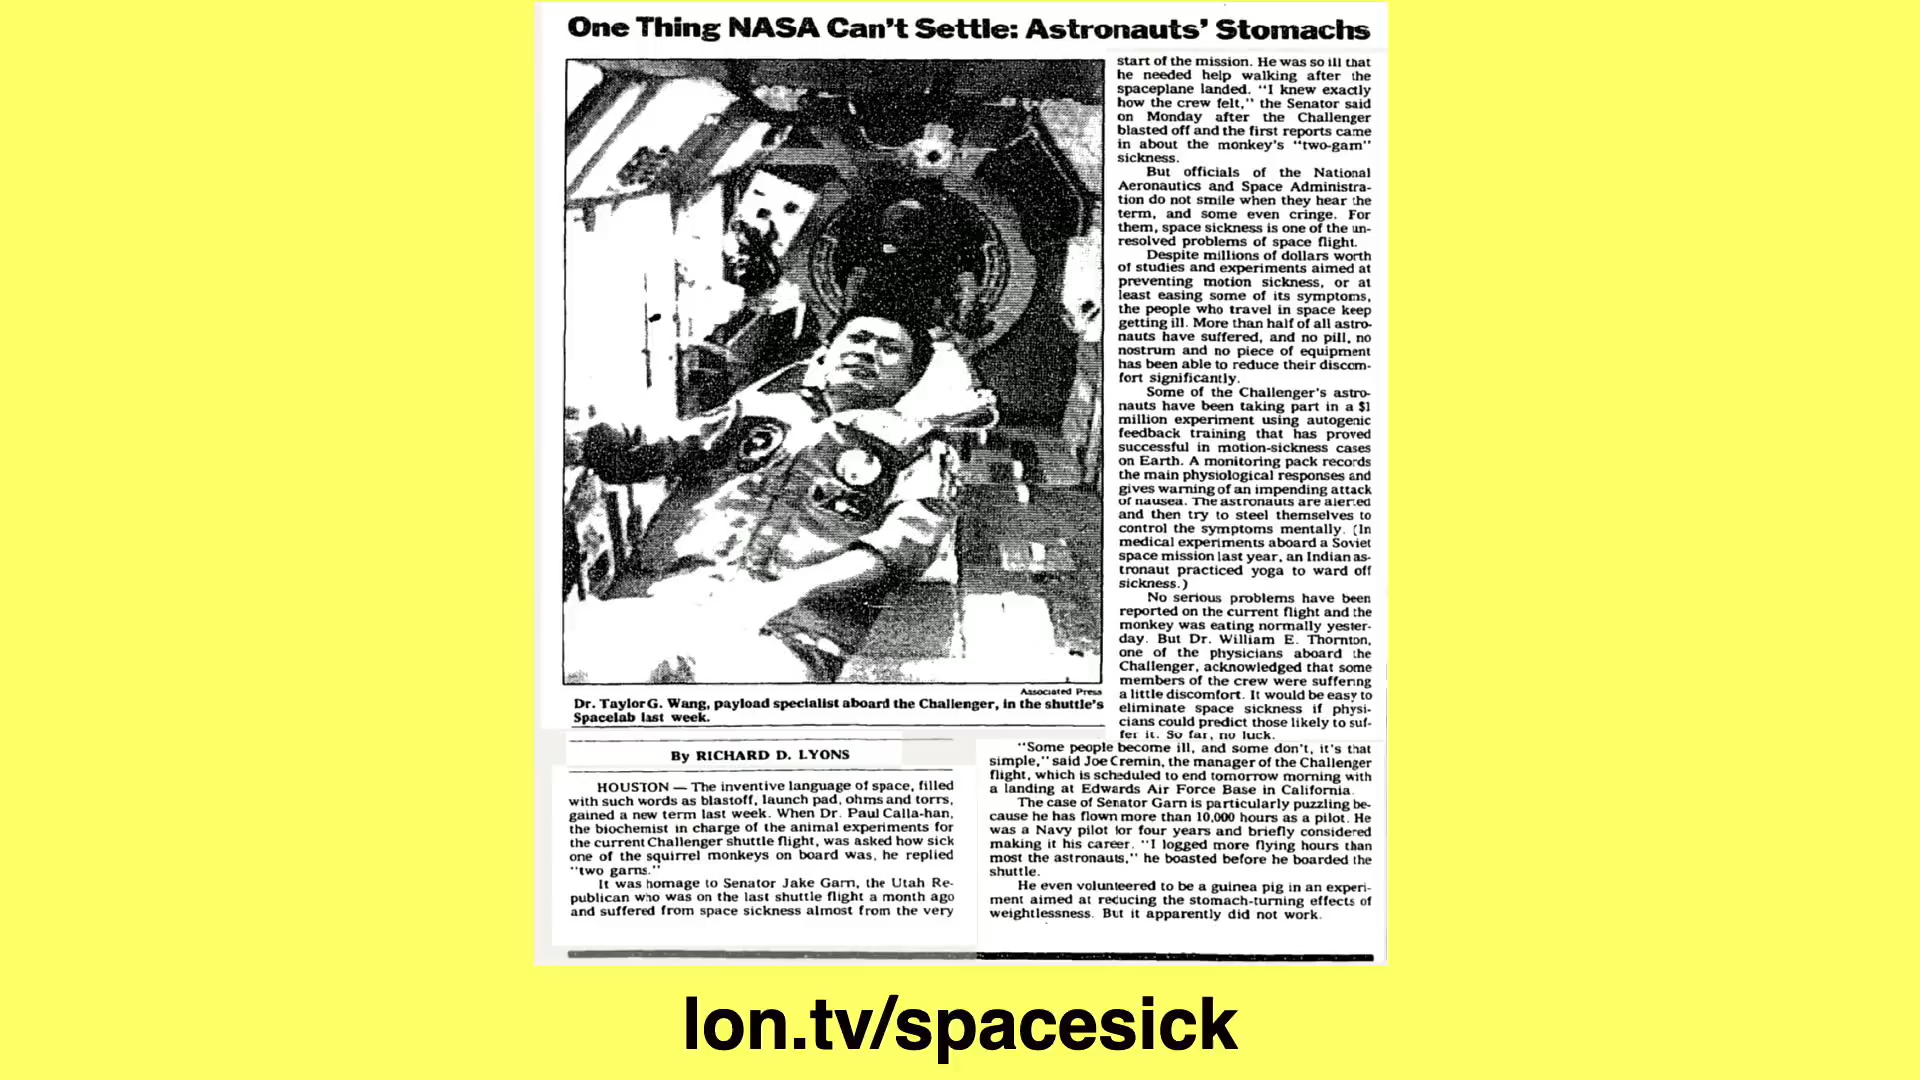 One Thing NASA Can't Settle: Astronauts' Stomachs
Associated Press
Dr. Taylor G. Wang, payload specialist aboard the Challenger, in the shuttle's
Spacelab last week.
By RICHARD D. LYONS
HOUSTON — The inventive language of space, filled
with such words as blastoff, launch pad, ohms and torrs,
gained a new term last week. When Dr. Paul Calla-han,
the biochemist in charge of the animal experiments for
the current Challenger shuttle flight, was asked how sick
one of the squirrel monkeys on board was, he replied
"two garns."
It was homage to Senator Jake Garn, the Utah Re-
publican who was on the last shuttle flight a month ago
and suffered from space sickness almost from the very
start of the mission. He was so ill that
he needed help walking after the
spaceplane landed. "I knew exactly
how the crew felt," the Senator said
on Monday after the Challenger
blasted off and the first reports came
in about the monkey's "two-garn"
sickness.
But officials of the National
Aeronautics and Space Administra-
tion do not smile when they hear the
term, and some even cringe. For
them, space sickness is one of the un-
resolved problems of space flight.
Despite millions of dollars worth
of studies and experiments aimed at
preventing motion sickness, or at
least easing some of its symptoms,
the people who travel in space keep
getting ill. More than half of all astro-
nauts have suffered, and no pill, no
nostrum and no piece of equipment
has been able to reduce their discom-
fort significantly.
Some of the Challenger's astro-
nauts have been taking part in a $1
million experiment using autogenic
feedback training that has proved
successful in motion-sickness cases
on Earth. A monitoring pack records
the main physiological responses and
gives warning of an impending attack
of nausea. The astronauts are alerted
and then try to steel themselves to
control the symptoms mentally. (In
medical experiments aboard a Soviet
space mission last year, an Indian as-
tronaut practiced yoga to ward off
sickness.)
No serious problems have been
reported on the current flight and the
monkey was eating normally yester-
day. But Dr. William E. Thornton,
one of the physicians aboard the
Challenger, acknowledged that some
members of the crew were suffering
a little discomfort. It would be easy to
eliminate space sickness if physi-
cians could predict those likely to suf-
fer it. So far, no luck.
"Some people become ill, and some don't, it's that
simple," said Joe Cremin, the manager of the Challenger
flight, which is scheduled to end tomorrow morning with
a landing at Edwards Air Force Base in California.
The case of Senator Garn is particularly puzzling be-
cause he has flown more than 10,000 hours as a pilot. He
was a Navy pilot for four years and briefly considered
making it his career. "I logged more flying hours than
most the astronauts," he boasted before he boarded the
shuttle.
He even volunteered to be a guinea pig in an experi-
ment aimed at reducing the stomach-turning effects of
weightlessness. But it apparently did not work.
lon.tv/spacesick